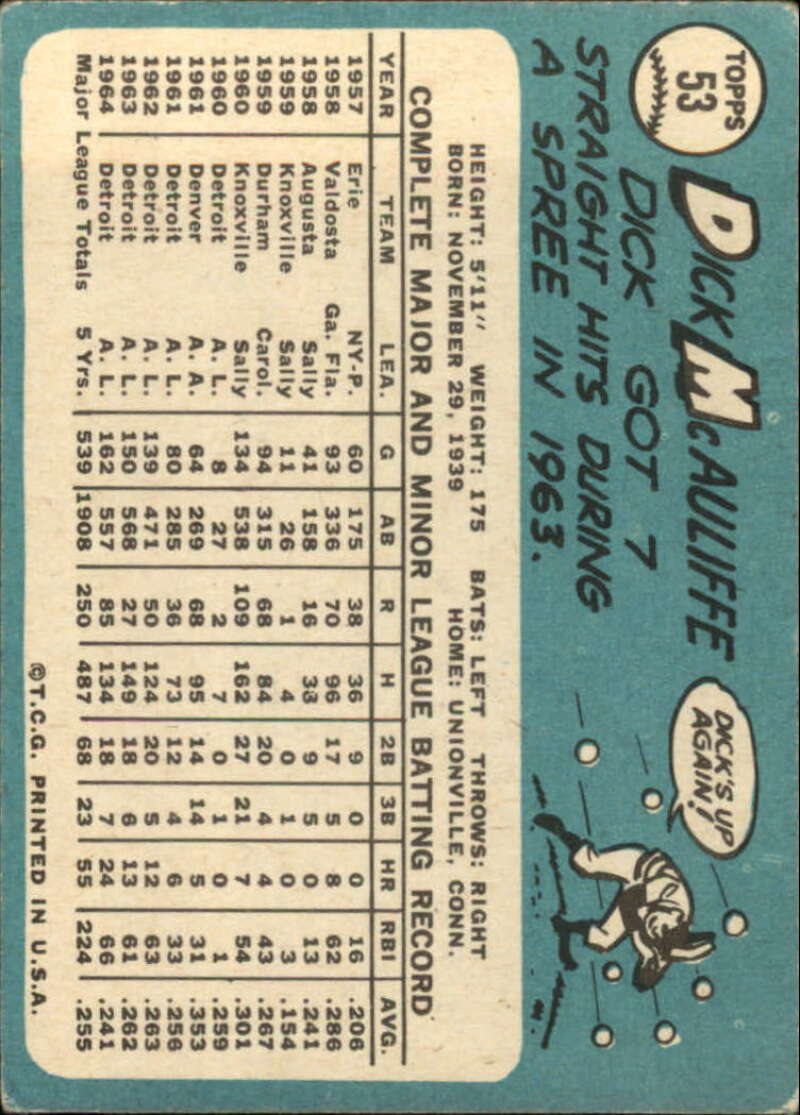 TOPPS
53
DICK McAULIFFE
DICK GOT 7
STRAIGHT HITS DURING
A SPREE IN 1963.
DICK'S UP
AGAIN!
HEIGHT: 5'11" WEIGHT: 175 BATS: LEFT THROWS: RIGHT
BORN: NOVEMBER 29, 1939 HOME: UNIONVILLE, CONN.
COMPLETE MAJOR AND MINOR LEAGUE BATTING RECORD
YEAR TEAM LEA. G AB R H 2B 3B HR RBI AVG.
1957 Erie NY-P. 60 175 38 36 9 0 0 16 .206
1958 Valdosta Ga. Fla. 93 336 70 96 17 5 8 62 .286
1958 Augusta Sally 41 158 16 38 9 5 0 13 .241
1959 Knoxville Sally 11 26 1 4 0 1 0 3 .154
1959 Durham Carol. 94 315 68 84 20 4 4 43 .267
1960 Knoxville Sally 134 538 109 162 27 21 7 54 .301
1960 Detroit A. L. 8 27 2 7 0 1 0 1 .259
1961 Denver A. A. 64 269 68 95 14 14 5 31 .353
1961 Detroit A. L. 80 285 36 73 12 4 6 33 .256
1962 Detroit A. L. 139 471 50 124 20 5 12 63 .263
1963 Detroit A. L. 150 568 27 149 18 6 13 61 .262
1964 Detroit A. L. 162 557 85 134 18 7 24 66 .241
Major League Totals 5 Yrs. 539 1908 250 487 68 23 55 224 .255
©T.C.G. PRINTED IN U.S.A.